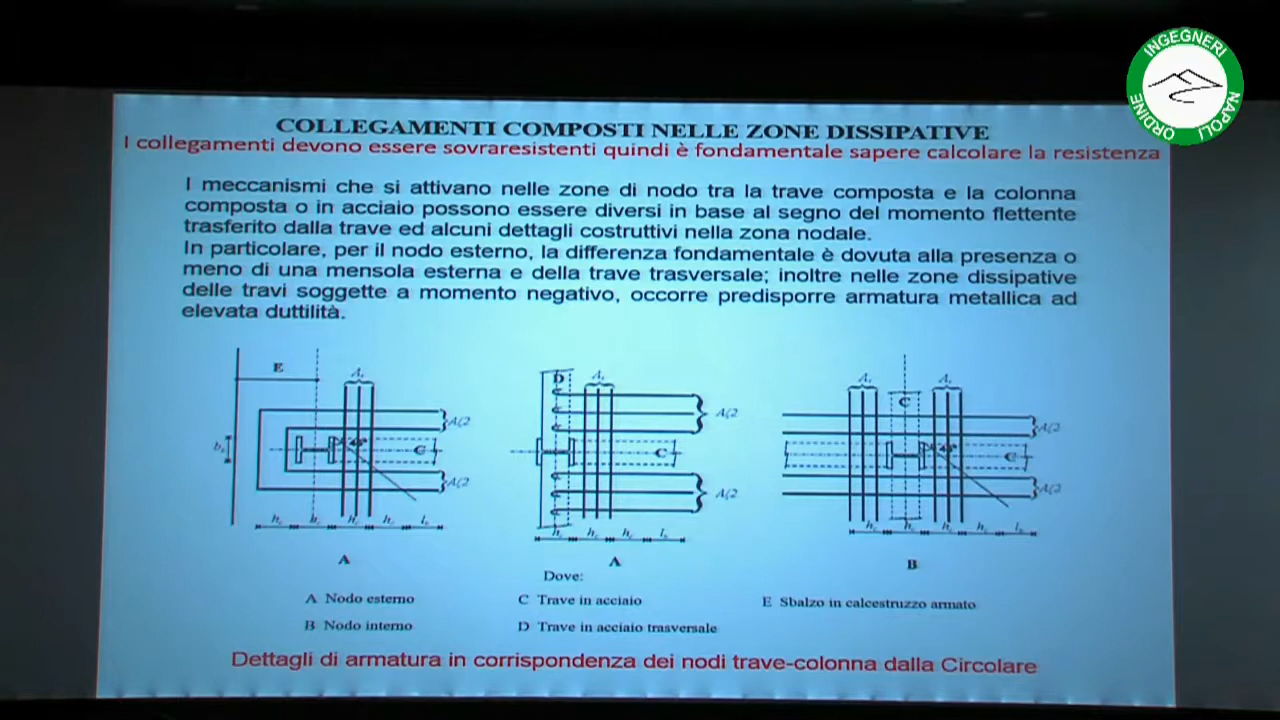 INGEGNERI
NAPOLI
ORDINE
COLLEGAMENTI COMPOSTI NELLE ZONE DISSIPATIVE
I collegamenti devono essere sovraresistenti quindi è fondamentale sapere calcolare la resistenza
I meccanismi che si attivano nelle zone di nodo tra la trave composta e la colonna
composta o in acciaio possono essere diversi in base al segno del momento flettente
trasferito dalla trave ed alcuni dettagli costruttivi nella zona nodale.
In particolare, per il nodo esterno, la differenza fondamentale è dovuta alla presenza o
meno di una mensola esterna e della trave trasversale; inoltre nelle zone dissipative
delle travi soggette a momento negativo, occorre predisporre armatura metallica ad
elevata duttilità.
E
D
C
C
C
C
A
A
B
Dove:
A Nodo esterno
C Trave in acciaio
E Sbalzo in calcestruzzo armato
B Nodo interno
D Trave in acciaio trasversale
Dettagli di armatura in corrispondenza dei nodi trave-colonna dalla Circolare